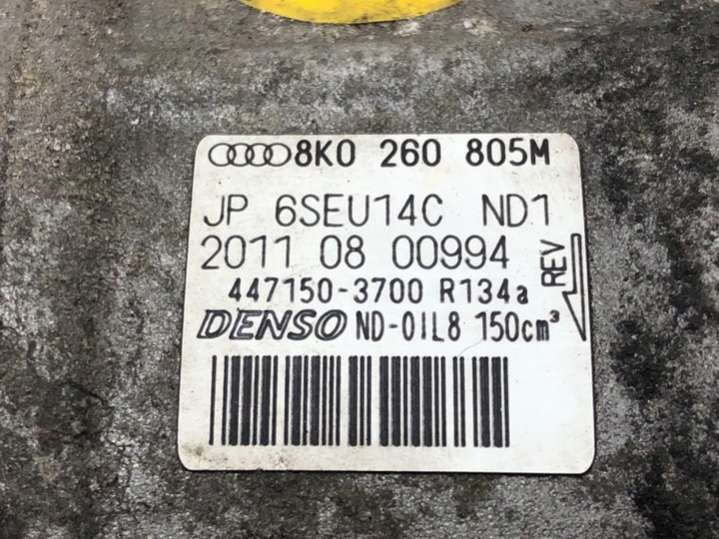 8K0 260 805M
JP 6SEU14C ND1
2011 08 00994
REV
447150-3700 R134a
DENSO ND-OIL8 150cm³